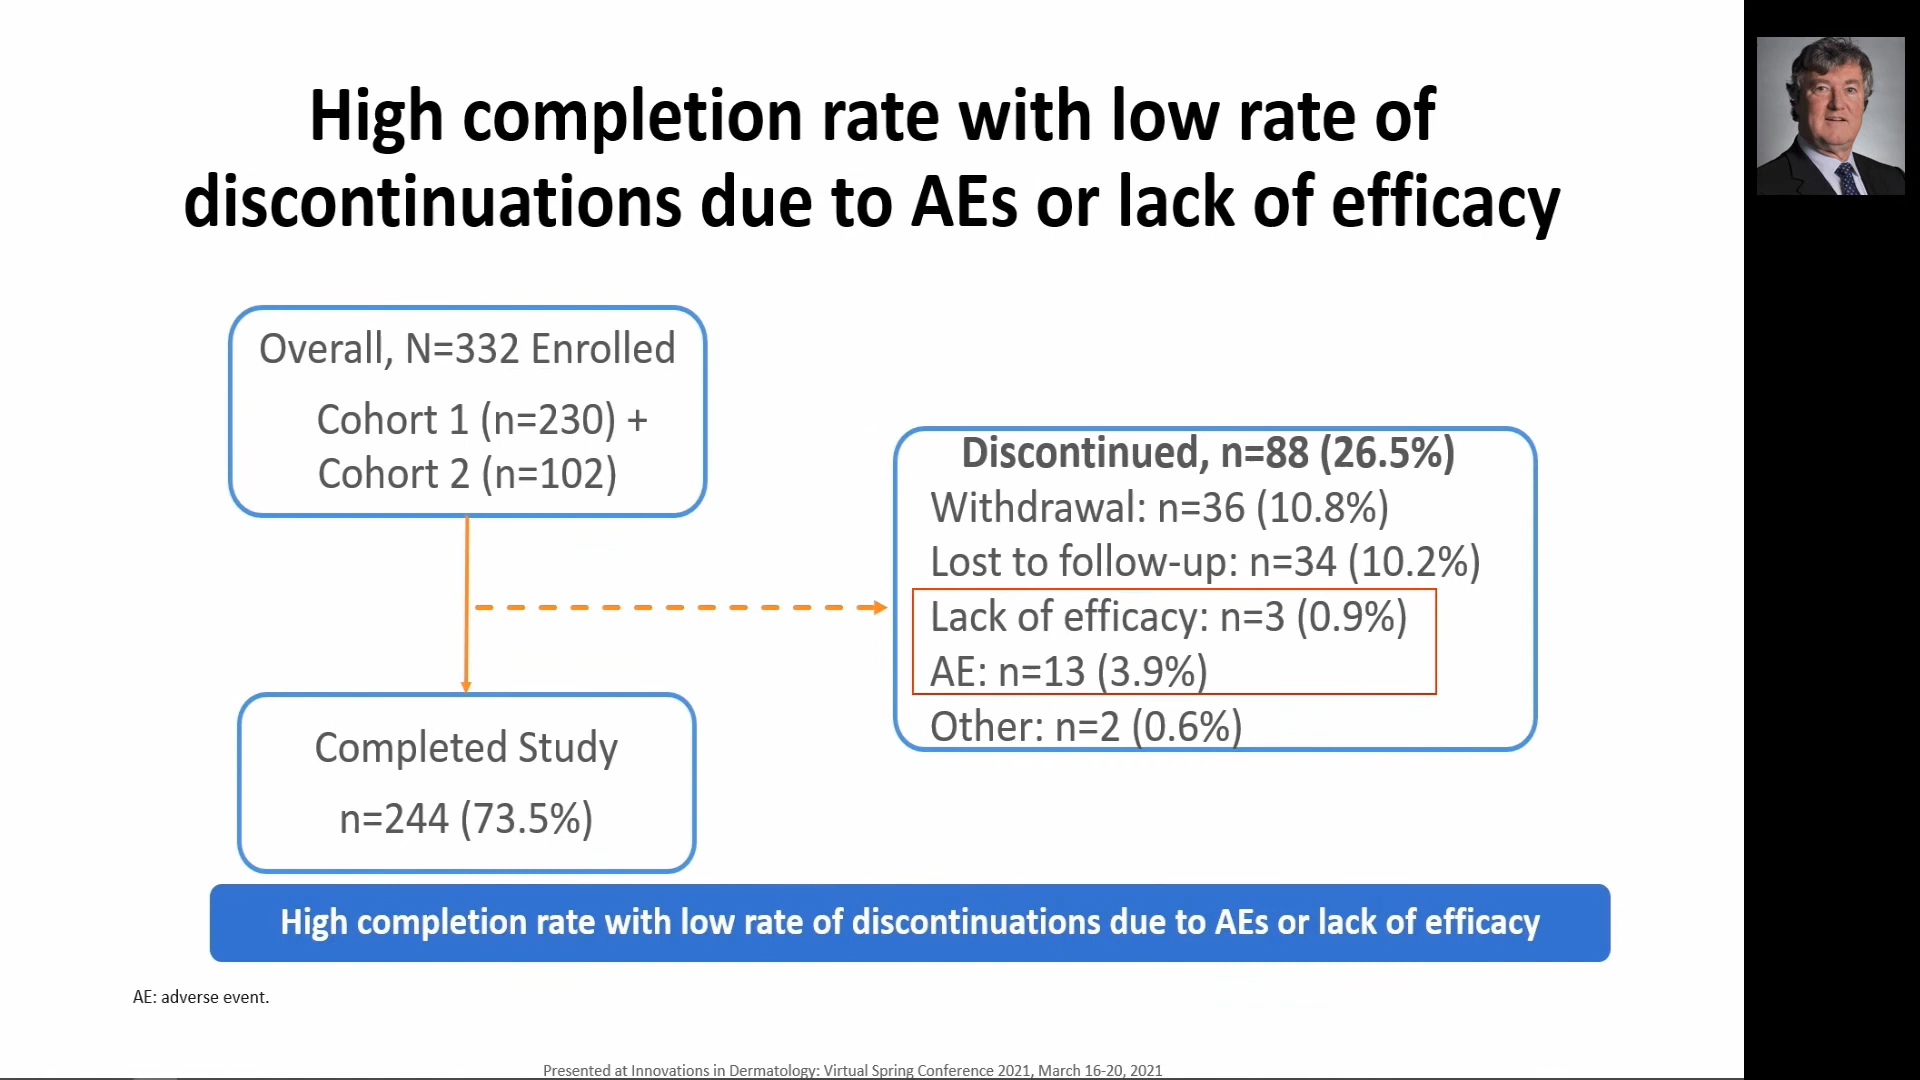 High completion rate with low rate of
discontinuations due to AEs or lack of efficacy
Overall, N=332 Enrolled
Cohort 1 (n=230) +
Cohort 2 (n=102)
Discontinued, n=88 (26.5%)
Withdrawal: n=36 (10.8%)
Lost to follow-up: n=34 (10.2%)
Lack of efficacy: n=3 (0.9%)
AE: n=13 (3.9%)
Other: n=2 (0.6%)
Completed Study
n=244 (73.5%)
High completion rate with low rate of discontinuations due to AEs or lack of efficacy
AE: adverse event.
Presented at Innovations in Dermatology: Virtual Spring Conference 2021, March 16-20, 2021